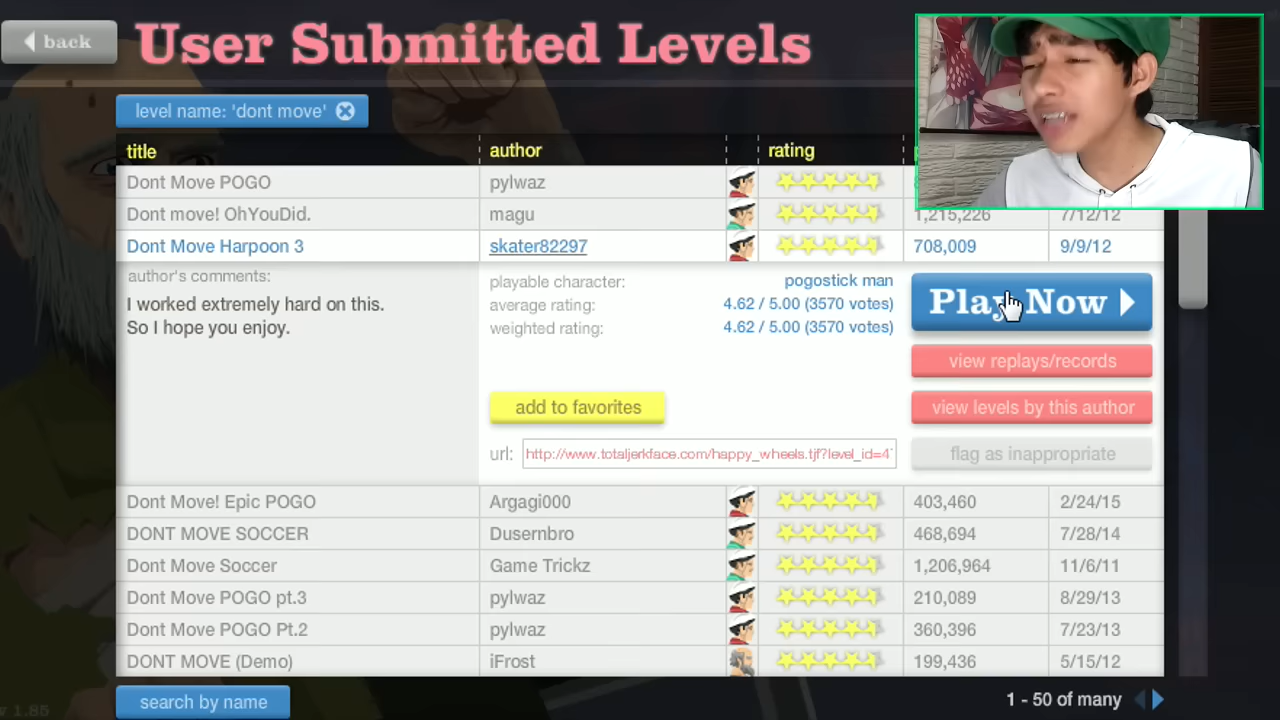 back
User Submitted Levels
level name: 'dont move'
title author rating
Dont Move POGO pylwaz
Dont move! OhYouDid. magu 1,215,226 7/12/12
Dont Move Harpoon 3 skater82297 708,009 9/9/12
author's comments:
I worked extremely hard on this.
So I hope you enjoy.
playable character: pogostick man
average rating: 4.62 / 5.00 (3570 votes)
weighted rating: 4.62 / 5.00 (3570 votes)
Play Now
view replays/records
add to favorites
view levels by this author
url: http://www.totaljerkface.com/happy_wheels.tjf?level_id=4
flag as inappropriate
Dont Move! Epic POGO Argagi000 403,460 2/24/15
DONT MOVE SOCCER Dusernbro 468,694 7/28/14
Dont Move Soccer Game Trickz 1,206,964 11/6/11
Dont Move POGO pt.3 pylwaz 210,089 8/29/13
Dont Move POGO Pt.2 pylwaz 360,396 7/23/13
DONT MOVE (Demo) iFrost 199,436 5/15/12
search by name
1 - 50 of many
v 1.85